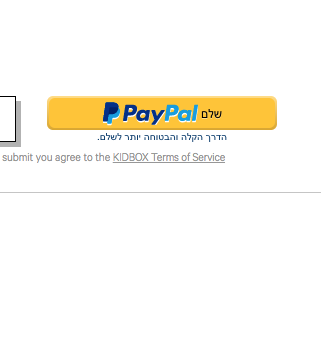 PayPal שלם
הדרך הקלה והבטוחה יותר לשלם.
submit you agree to the KIDBOX Terms of Service